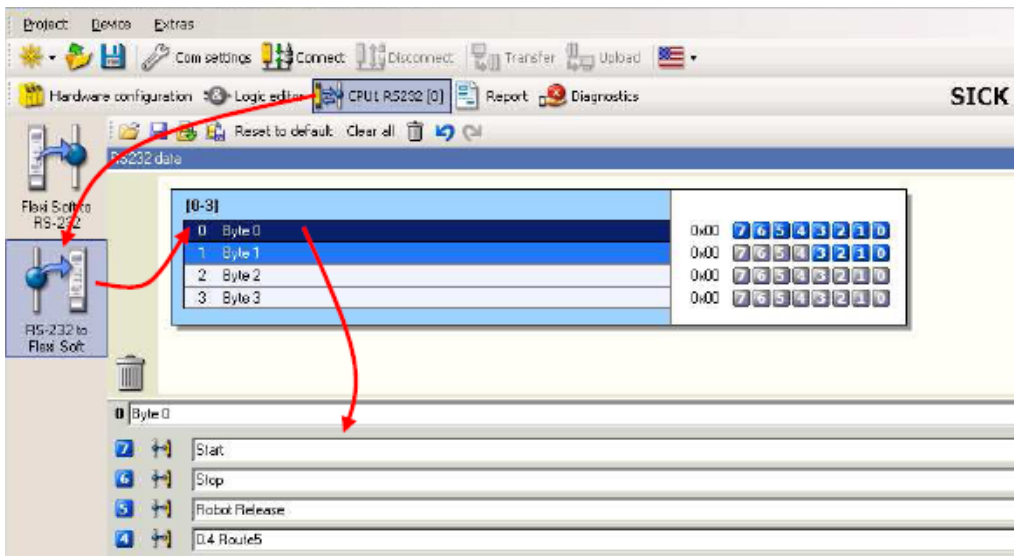 Project Device Extras
Com settings Connect Disconnect Transfer Upload
Hardware configuration Logic editor CPU1 RS232 [0] Report Diagnostics SICK
Reset to default Clear all
RS232 data
Flexi Soft to
RS-232
[0-3]
0 Byte 0 0x00 7 6 5 4 3 2 1 0
1 Byte 1 0x00 7 6 5 4 3 2 1 0
2 Byte 2 0x00 7 6 5 4 3 2 1 0
3 Byte 3 0x00 7 6 5 4 3 2 1 0
RS-232 to
Flexi Soft
0 Byte 0
7 Start
6 Stop
5 Robot Release
4 0.4 Route5